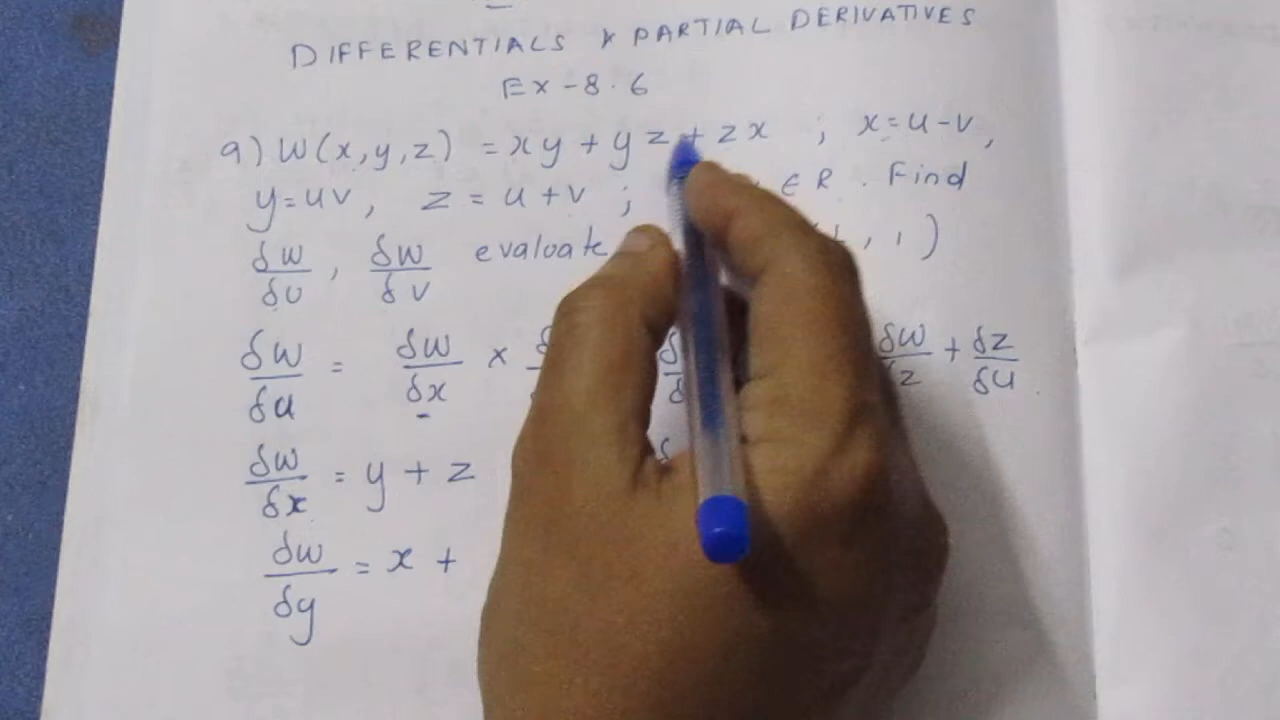 DIFFERENTIALS & PARTIAL DERIVATIVES
EX - 8.6
9) W(x,y,z) = xy + yz + zx ; x = u - v,
y = uv, z = u + v ; ∈ R . Find
δw/δu , δw/δv evaluate , 1)
δw/δu = δw/δx × δw/δz + δz/δu
δw/δx = y + z
δw/δy = x +